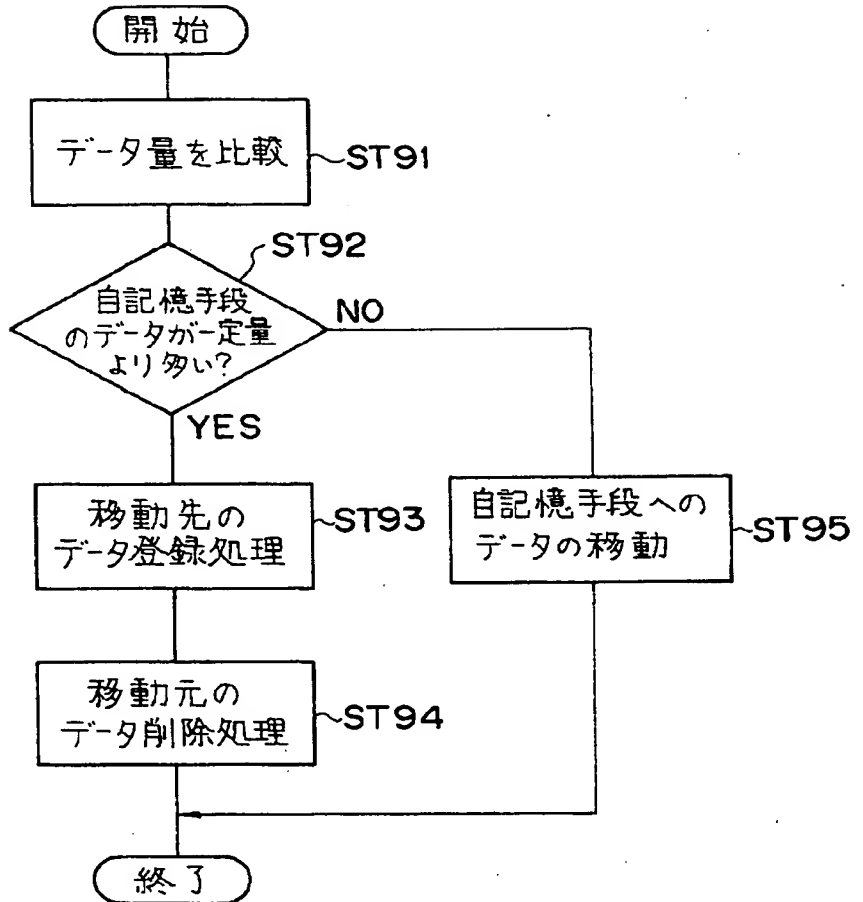 開始
データ量を比較
ST91
ST92
自記憶手段
のデータが一定量
より多い?
NO
YES
移動先の
データ登録処理
ST93
自記憶手段への
データの移動
ST95
移動元の
データ削除処理
ST94
終了